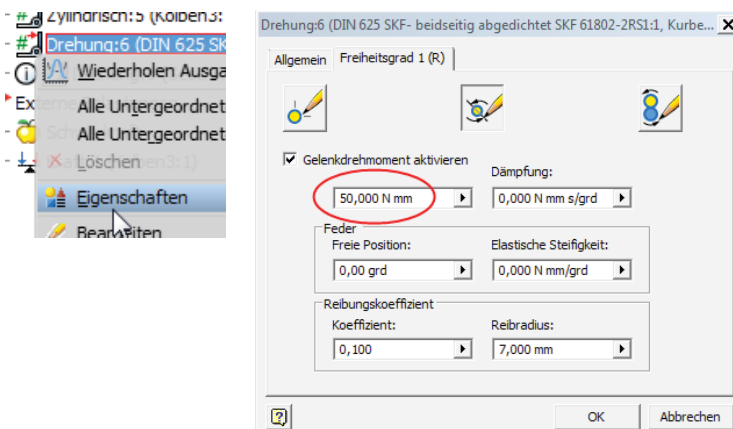 Zylindrisch:5 (Kolben3:
Drehung:6 (DIN 625 SK
Wiederholen Ausga
Alle Untergeordnet
Alle Untergeordnet
Löschen
Eigenschaften
Bearbeiten
Drehung:6 (DIN 625 SKF- beidseitig abgedichtet SKF 61802-2RS1:1, Kurbe...
Allgemein Freiheitsgrad 1 (R)
Gelenkdrehmoment aktivieren
Dämpfung:
50,000 N mm 0,000 N mm s/grd
Feder
Freie Position: Elastische Steifigkeit:
0,00 grd 0,000 N mm/grd
Reibungskoeffizient
Koeffizient: Reibradius:
0,100 7,000 mm
OK Abbrechen